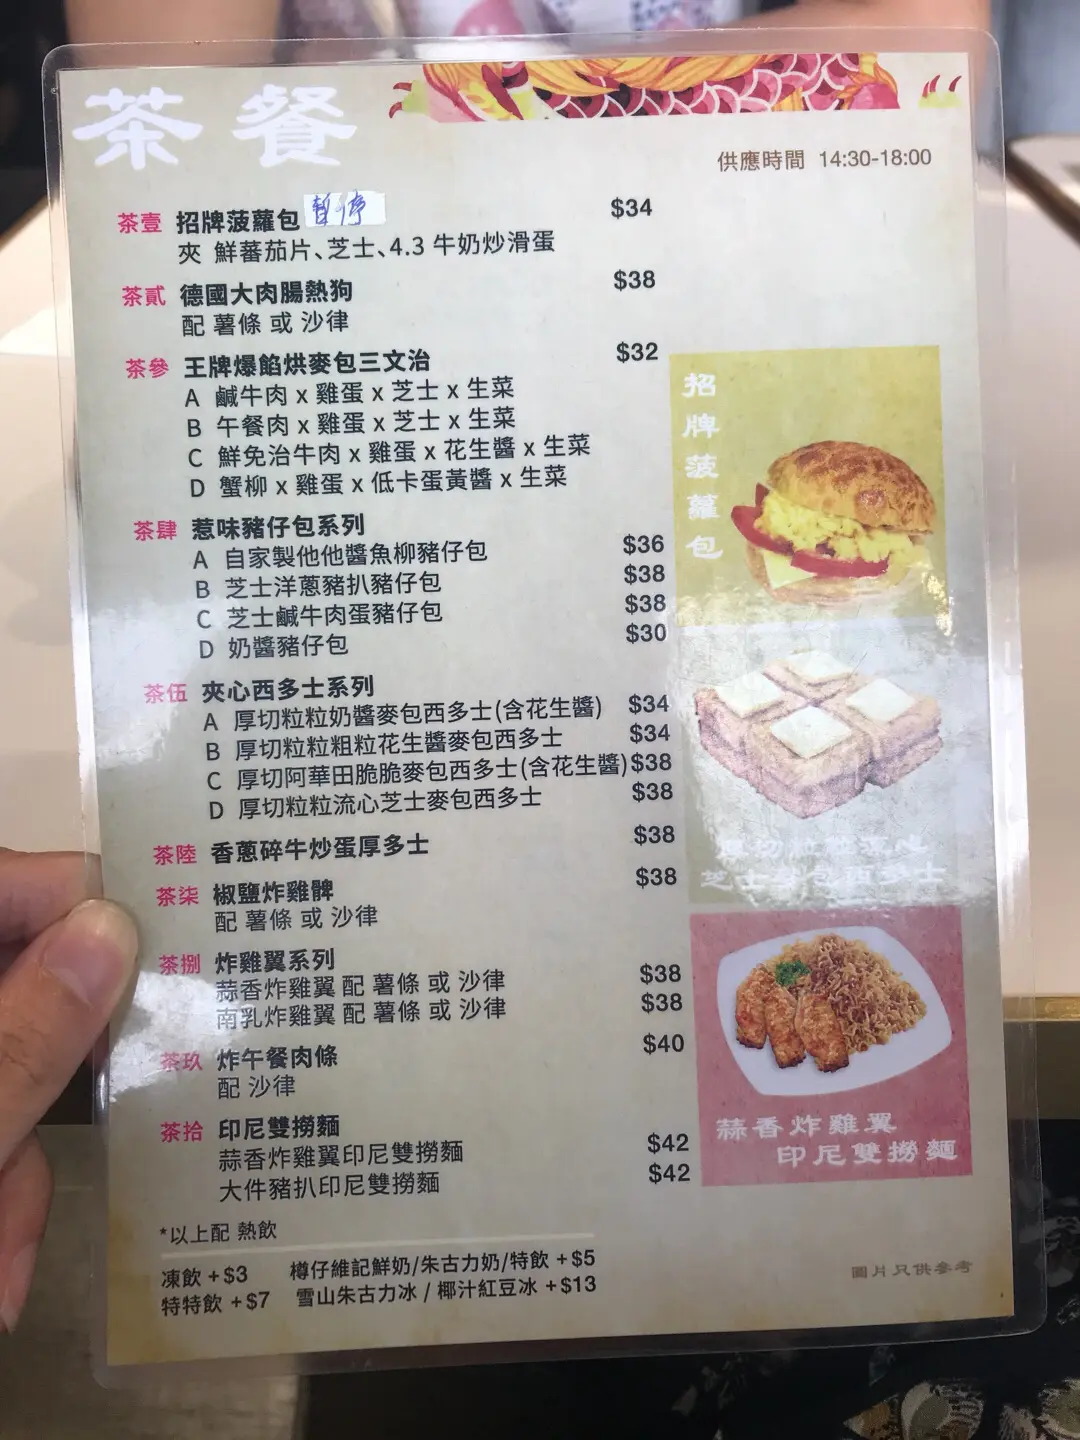 茶餐
供應時間 14:30-18:00
茶壹 招牌菠蘿包 暫停 $34
夾 鮮蕃茄片、芝士、4.3 牛奶炒滑蛋
茶貳 德國大肉腸熱狗 $38
配 薯條 或 沙律
茶參 王牌爆餡烘麥包三文治 $32
A 鹹牛肉 x 雞蛋 x 芝士 x 生菜
B 午餐肉 x 雞蛋 x 芝士 x 生菜
C 鮮免治牛肉 x 雞蛋 x 花生醬 x 生菜
D 蟹柳 x 雞蛋 x 低卡蛋黃醬 x 生菜
茶肆 惹味豬仔包系列
A 自家製他他醬魚柳豬仔包 $36
B 芝士洋蔥豬扒豬仔包 $38
C 芝士鹹牛肉蛋豬仔包 $38
D 奶醬豬仔包 $30
茶伍 夾心西多士系列
A 厚切粒粒奶醬麥包西多士(含花生醬) $34
B 厚切粒粒粗粒花生醬麥包西多士 $34
C 厚切阿華田脆脆麥包西多士(含花生醬) $38
D 厚切粒粒流心芝士麥包西多士 $38
茶陸 香蔥碎牛炒蛋厚多士 $38
茶柒 椒鹽炸雞髀 $38
配 薯條 或 沙律
茶捌 炸雞翼系列
蒜香炸雞翼 配 薯條 或 沙律 $38
南乳炸雞翼 配 薯條 或 沙律 $38
茶玖 炸午餐肉條 $40
配 沙律
茶拾 印尼雙撈麵
蒜香炸雞翼印尼雙撈麵 $42
大件豬扒印尼雙撈麵 $42
*以上配 熱飲
凍飲 +$3 樽仔維記鮮奶/朱古力奶/特飲 +$5
特特飲 +$7 雪山朱古力冰 / 椰汁紅豆冰 +$13
招牌菠蘿包
厚切粒粒流心
芝士麥包西多士
蒜香炸雞翼
印尼雙撈麵
圖片只供參考